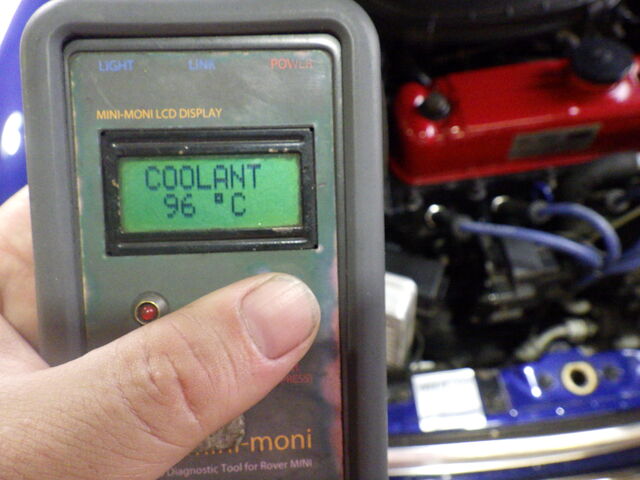 LIGHT LINK POWER
MINI-MONI LCD DISPLAY
COOLANT
96 °C
-moni
Diagnostic Tool for Rover MINI